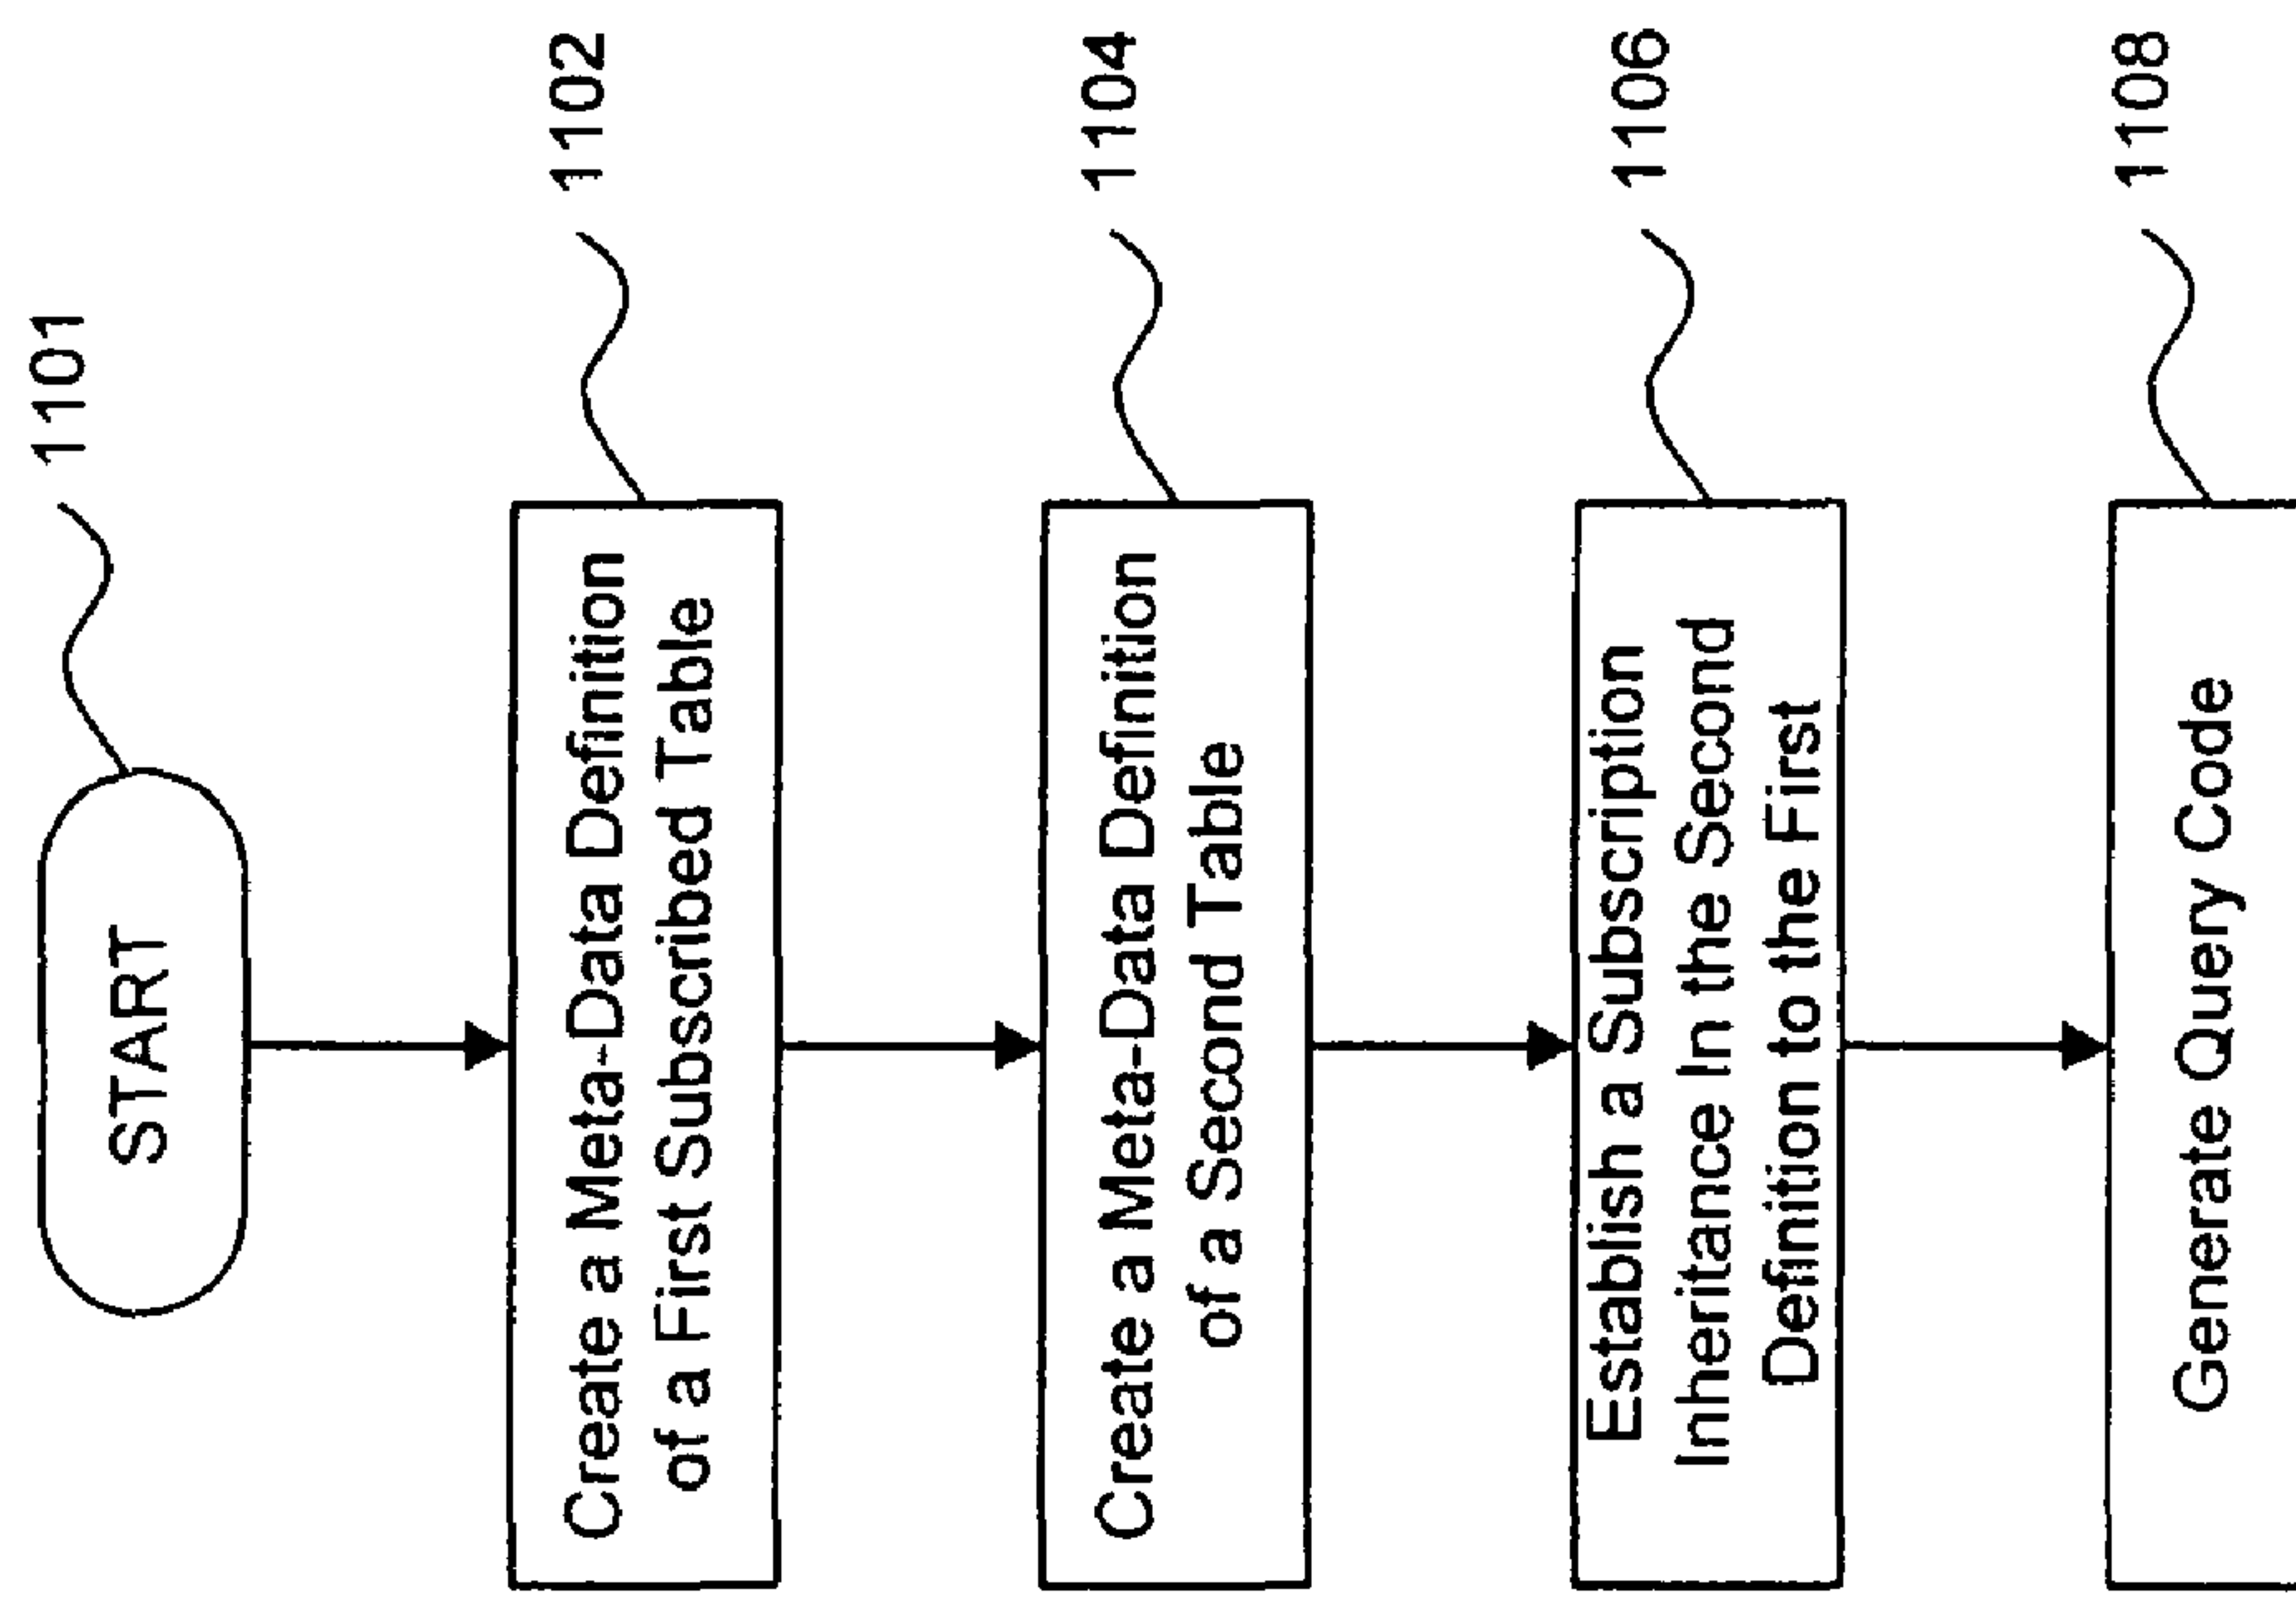 1101
START
1102
Create a Meta-Data Definition
of a First Subscribed Table
1104
Create a Meta-Data Definition
of a Second Table
1106
Establish a Subscription
Inheritance In the Second
Definition to the First
1108
Generate Query Code